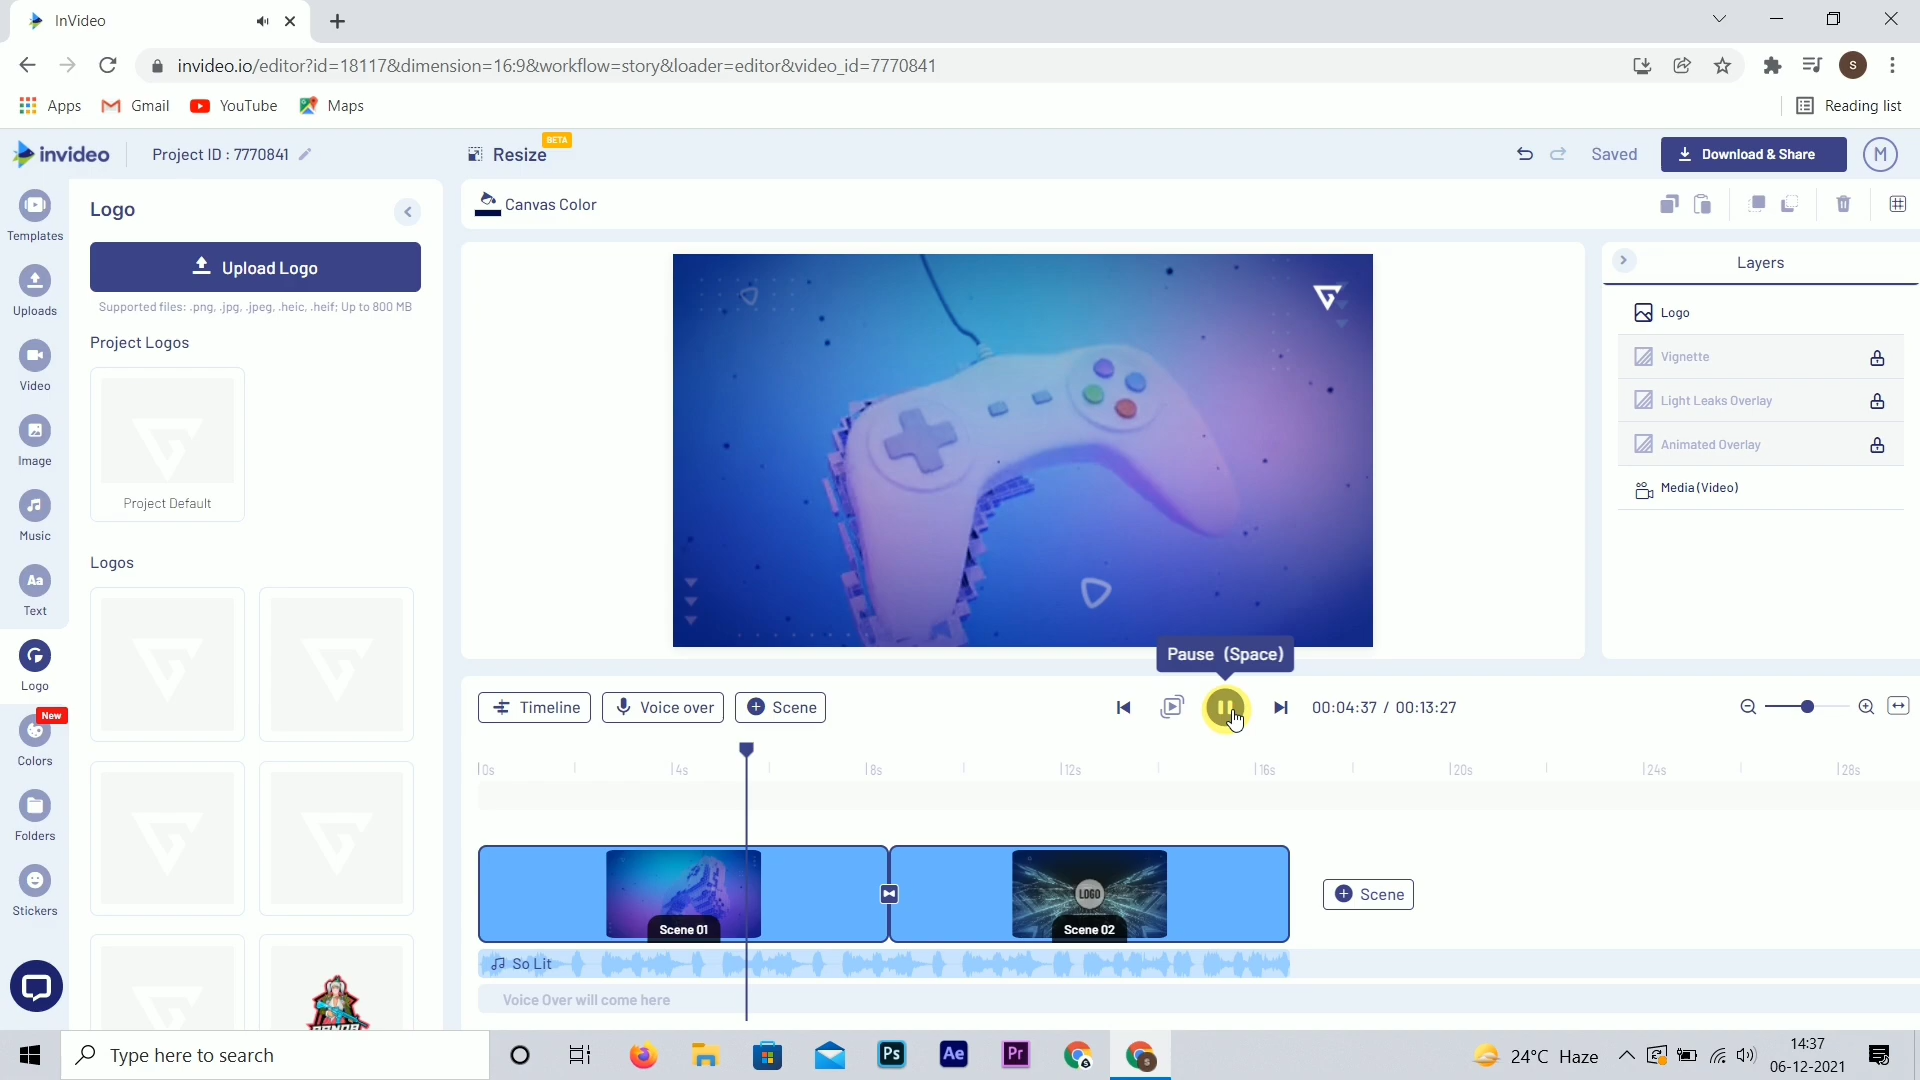 InVideo
invideo.io/editor?id=18117&dimension=16:9&workflow=story&loader=editor&video_id=7770841
S
Apps
Gmail
YouTube
Maps
Reading list
invideo
Project ID : 7770841
Resize
BETA
Saved
Download & Share
M
Templates
Uploads
Video
Image
Music
Aa
Text
Logo
New
Colors
Folders
Stickers
Logo
Upload Logo
Supported files: .png, .jpg, .jpeg, .heic, .heif; Up to 800 MB
Project Logos
Project Default
Logos
Canvas Color
Layers
Logo
Vignette
Light Leaks Overlay
Animated Overlay
Media(Video)
Pause (Space)
Timeline
Voice over
Scene
00:04:37 / 00:13:27
0s
4s
8s
12s
16s
20s
24s
28s
Scene 01
LOGO
Scene 02
Scene
So Lit
Voice Over will come here
Type here to search
Ps
Ae
Pr
24°C Haze
14:37
06-12-2021